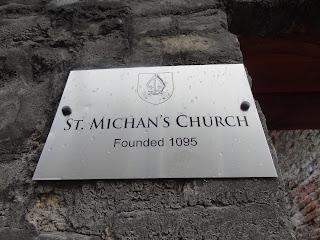 ST. MICHAN'S CHURCH
Founded 1095